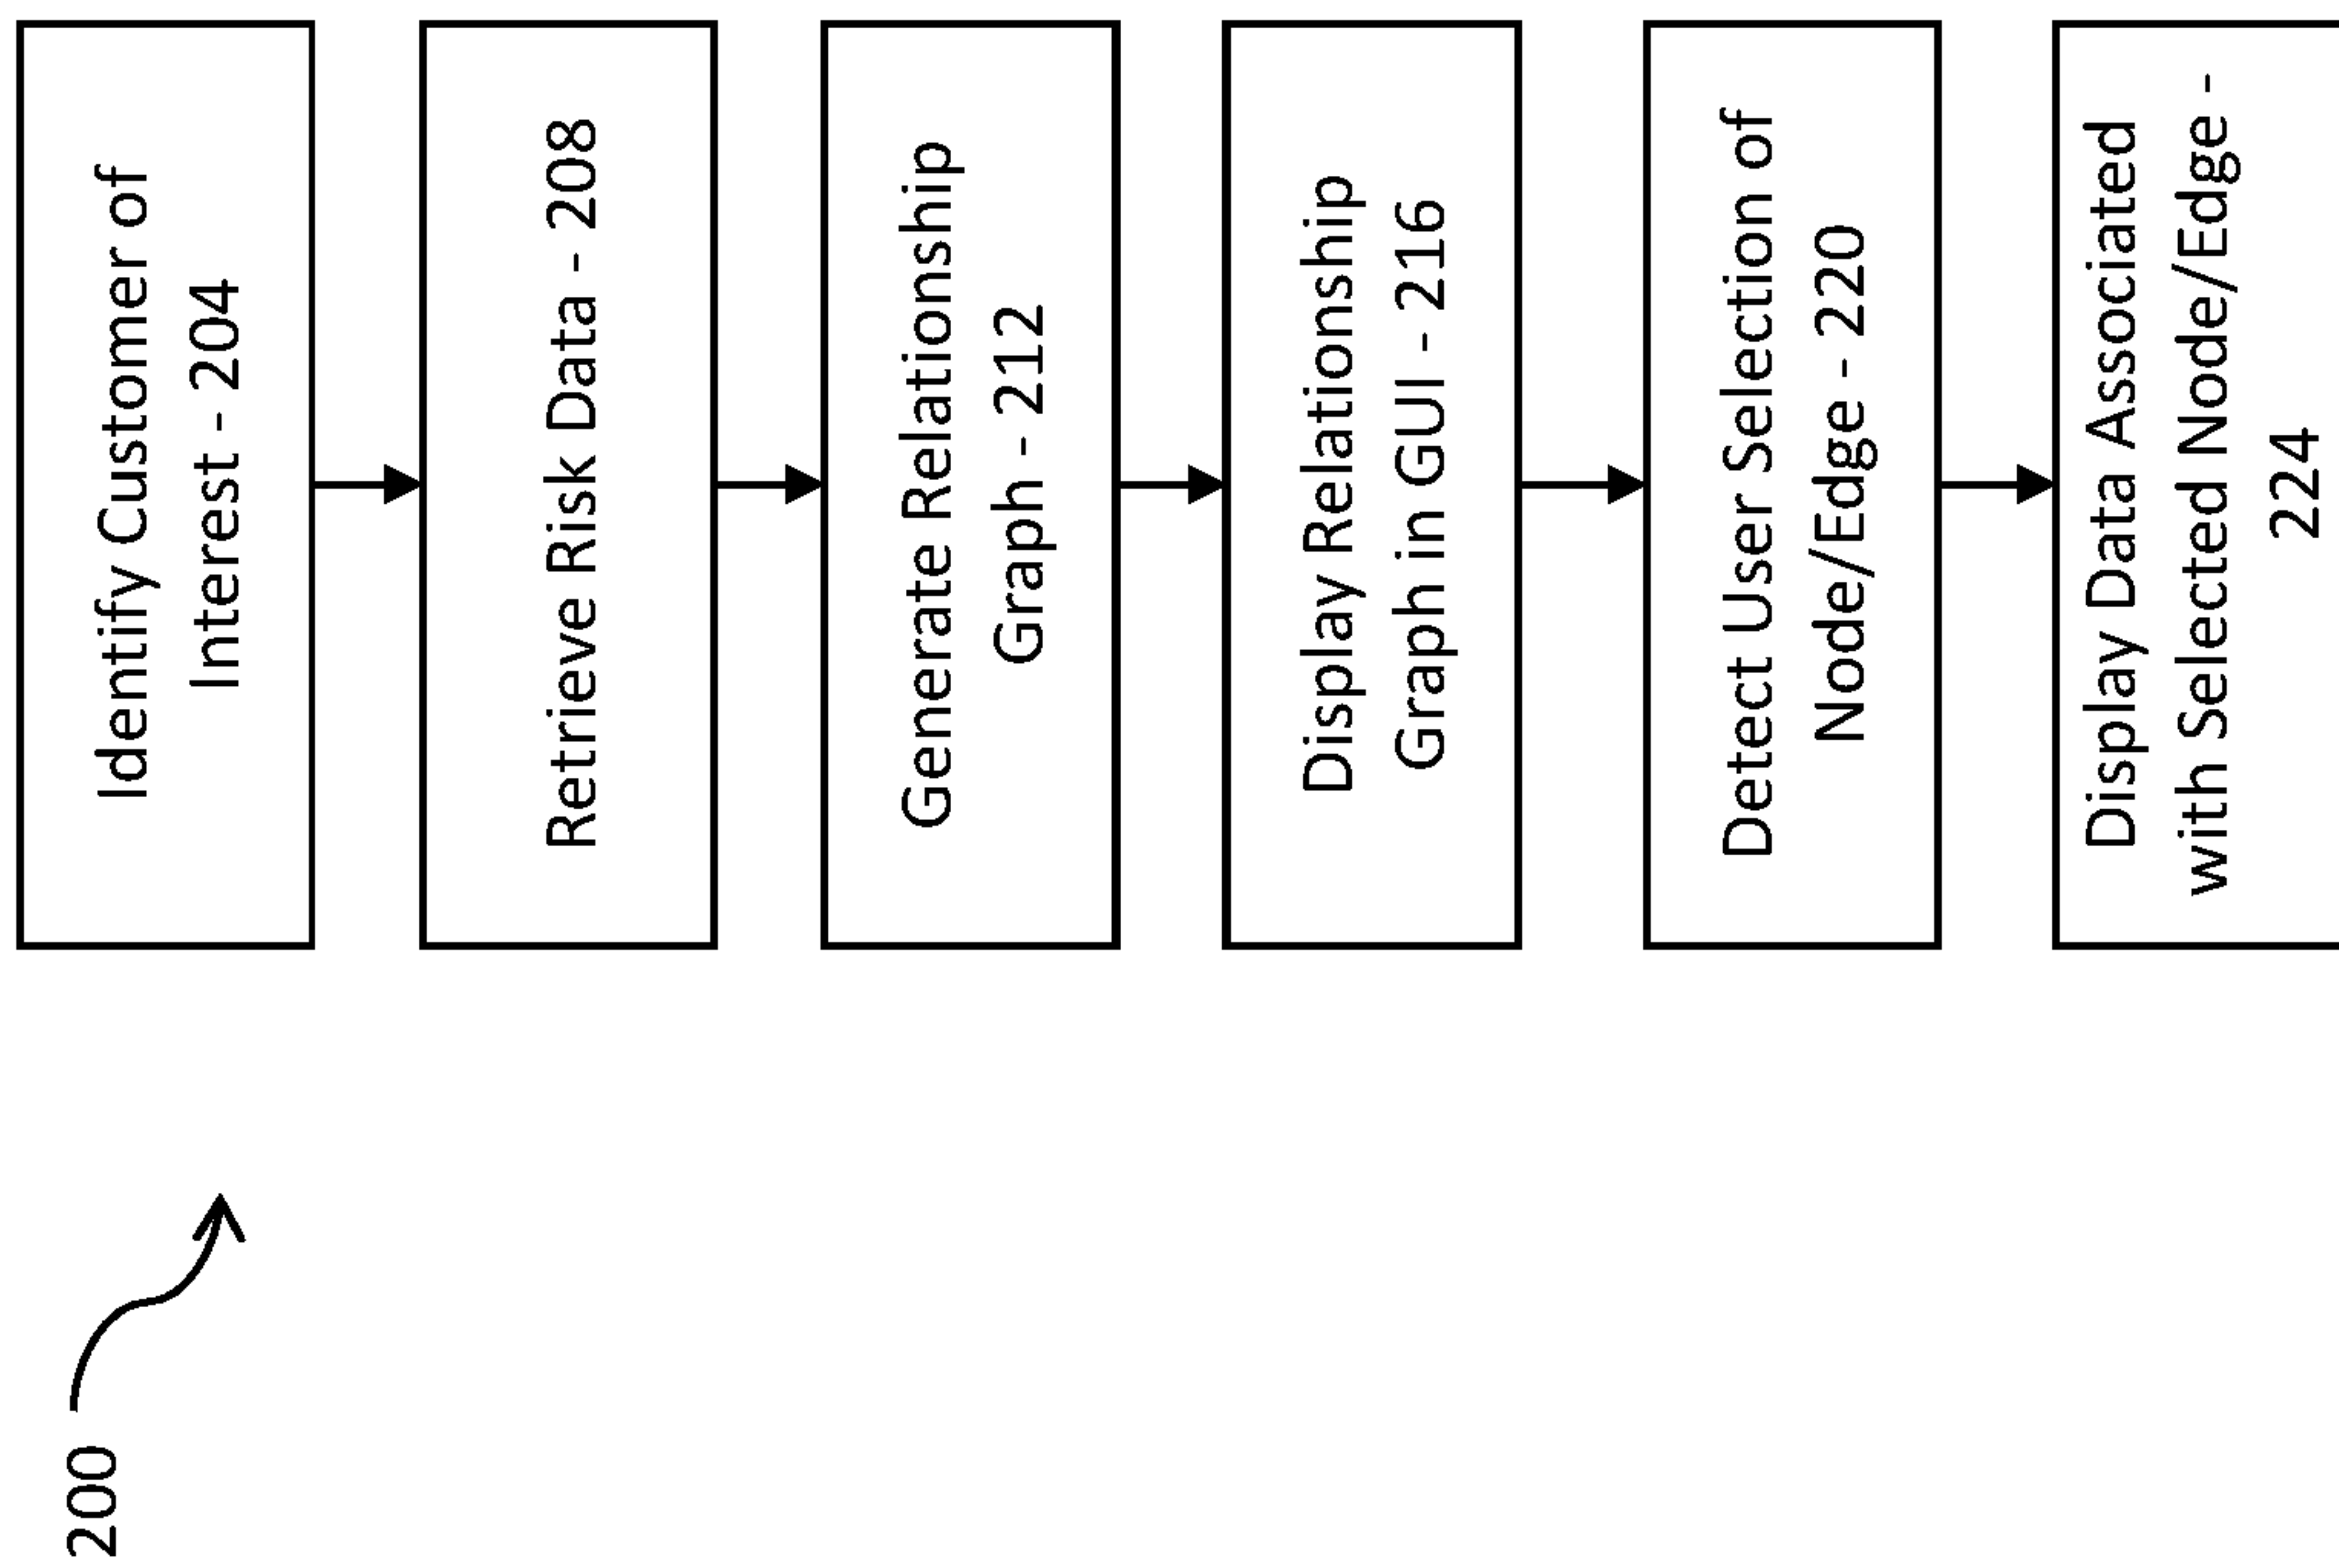 200
Identify Customer of
Interest - 204
Retrieve Risk Data - 208
Generate Relationship
Graph - 212
Display Relationship
Graph in GUI - 216
Detect User Selection of
Node/Edge - 220
Display Data Associated
with Selected Node/Edge -
224